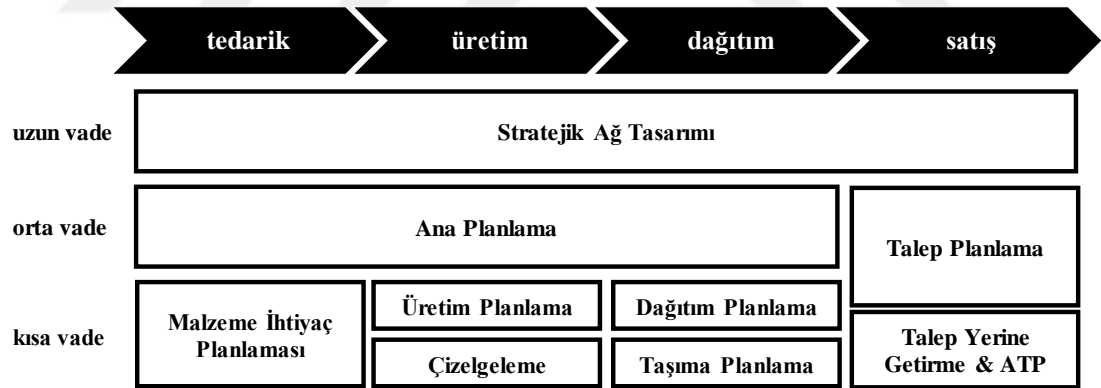 tedarik
üretim
dağıtım
satış
uzun vade
Stratejik Ağ Tasarımı
orta vade
Ana Planlama
Talep Planlama
kısa vade
Malzeme İhtiyaç
Planlaması
Üretim Planlama
Çizelgeleme
Dağıtım Planlama
Taşıma Planlama
Talep Yerine
Getirme & ATP